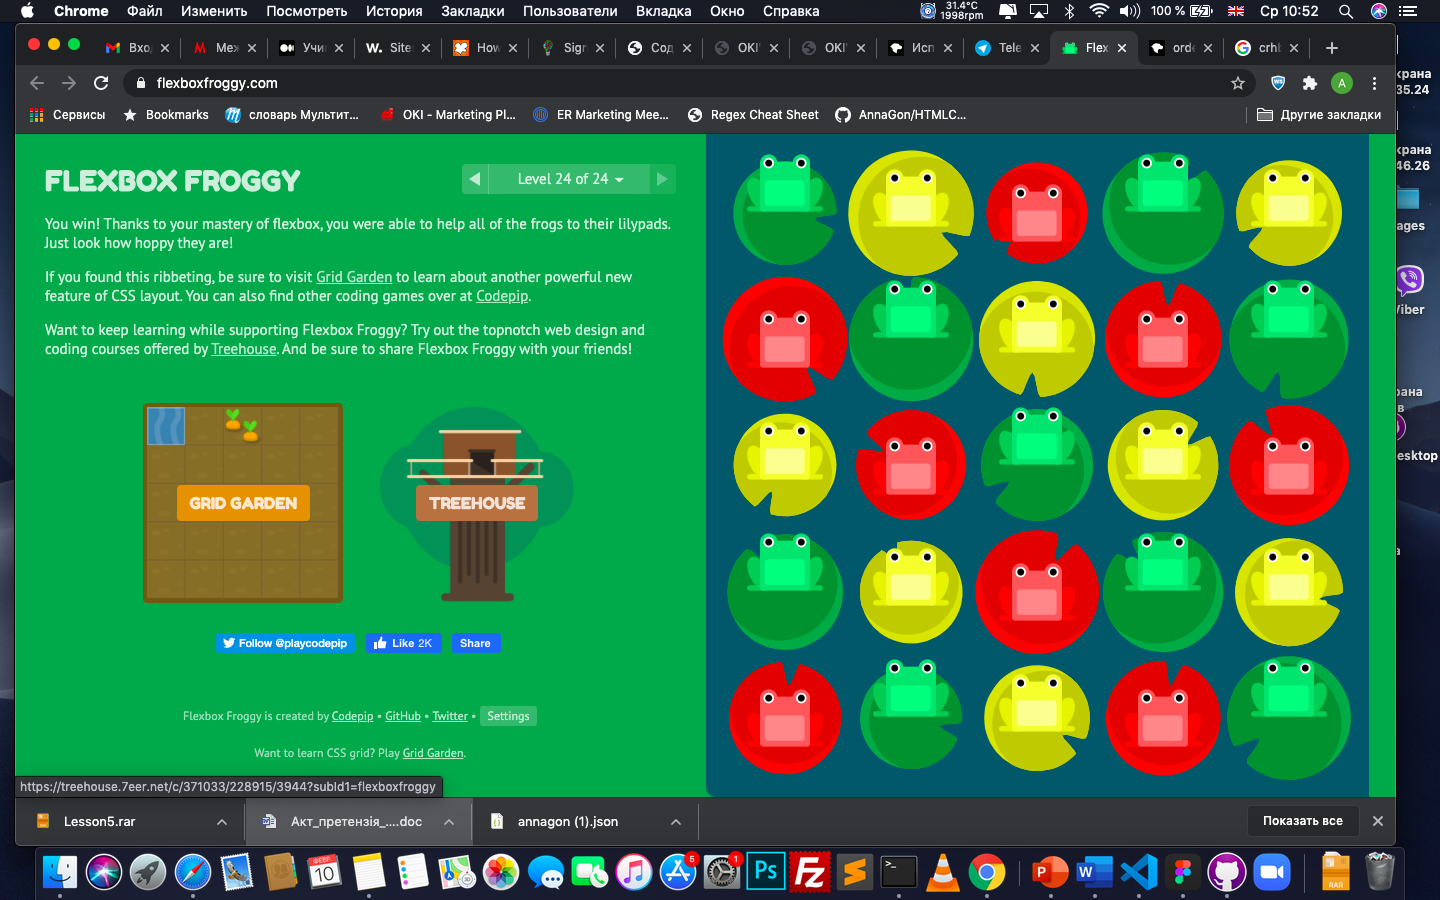 Chrome Файл Изменить Посмотреть История Закладки Пользователи Вкладка Окно Справка 31.4°C 1998rpm 100 % Ср 10:52
Вхо Меж Учи W. Site How Sign Сод OKI' OKI' Исп Tele Flex orde crhb
flexboxfroggy.com A
Сервисы Bookmarks словарь Мультит... OKI - Marketing Pl... ER Marketing Mee... Regex Cheat Sheet AnnaGon/HTMLC... Другие закладки
FLEXBOX FROGGY
Level 24 of 24
You win! Thanks to your mastery of flexbox, you were able to help all of the frogs to their lilypads.
Just look how hoppy they are!
If you found this ribbeting, be sure to visit Grid Garden to learn about another powerful new
feature of CSS layout. You can also find other coding games over at Codepip.
Want to keep learning while supporting Flexbox Froggy? Try out the topnotch web design and
coding courses offered by Treehouse. And be sure to share Flexbox Froggy with your friends!
GRID GARDEN
TREEHOUSE
Follow @playcodepip Like 2K Share
Flexbox Froggy is created by Codepip • GitHub • Twitter • Settings
Want to learn CSS grid? Play Grid Garden.
https://treehouse.7eer.net/c/371033/228915/3944?subId1=flexboxfroggy
Lesson5.rar Акт_претензія_....doc annagon (1).json Показать все
крана
35.24
крана
46.26
ages
Viber
рана
в
esktop
ФЕВР.
10
5
1
Ps
Fz
P
W
RAR